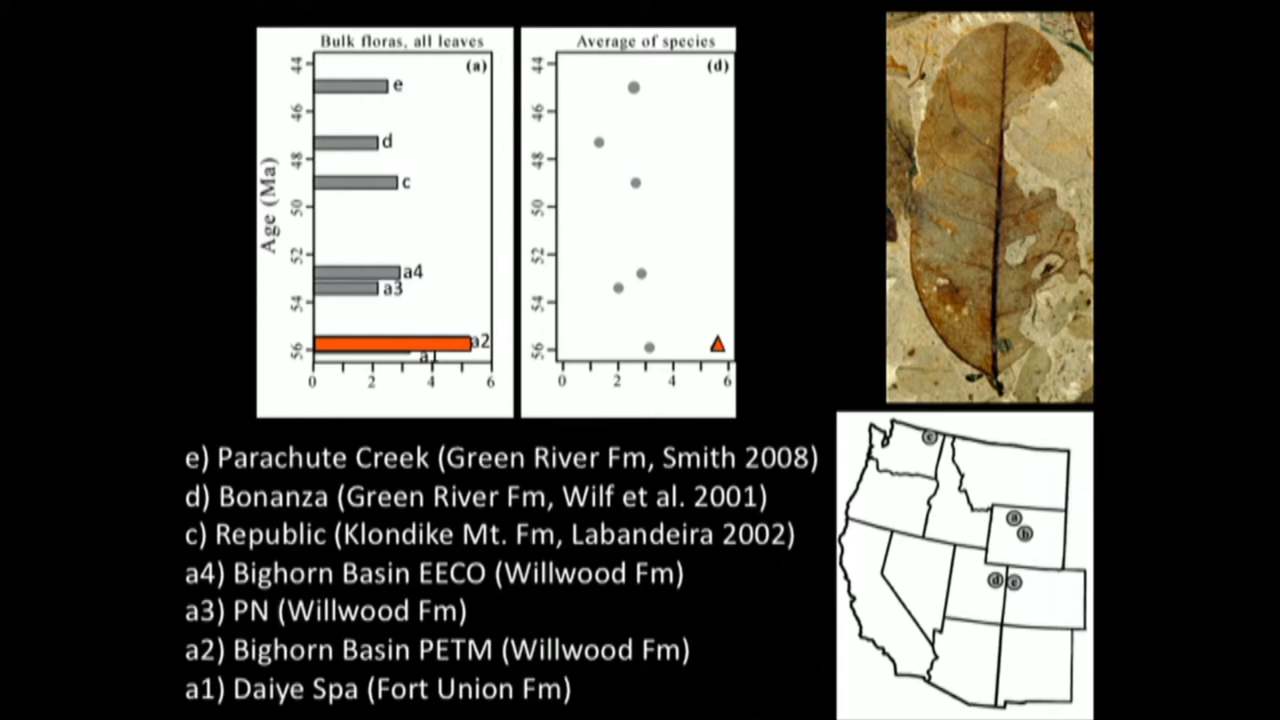 Bulk floras, all leaves
(a)
44
46
48
50
52
54
56
Age (Ma)
e
d
c
a4
a3
a2
a1
0 2 4 6
Average of species
(d)
44
46
48
50
52
54
56
0 2 4 6
e) Parachute Creek (Green River Fm, Smith 2008)
d) Bonanza (Green River Fm, Wilf et al. 2001)
c) Republic (Klondike Mt. Fm, Labandeira 2002)
a4) Bighorn Basin EECO (Willwood Fm)
a3) PN (Willwood Fm)
a2) Bighorn Basin PETM (Willwood Fm)
a1) Daiye Spa (Fort Union Fm)
c
a
b
d e